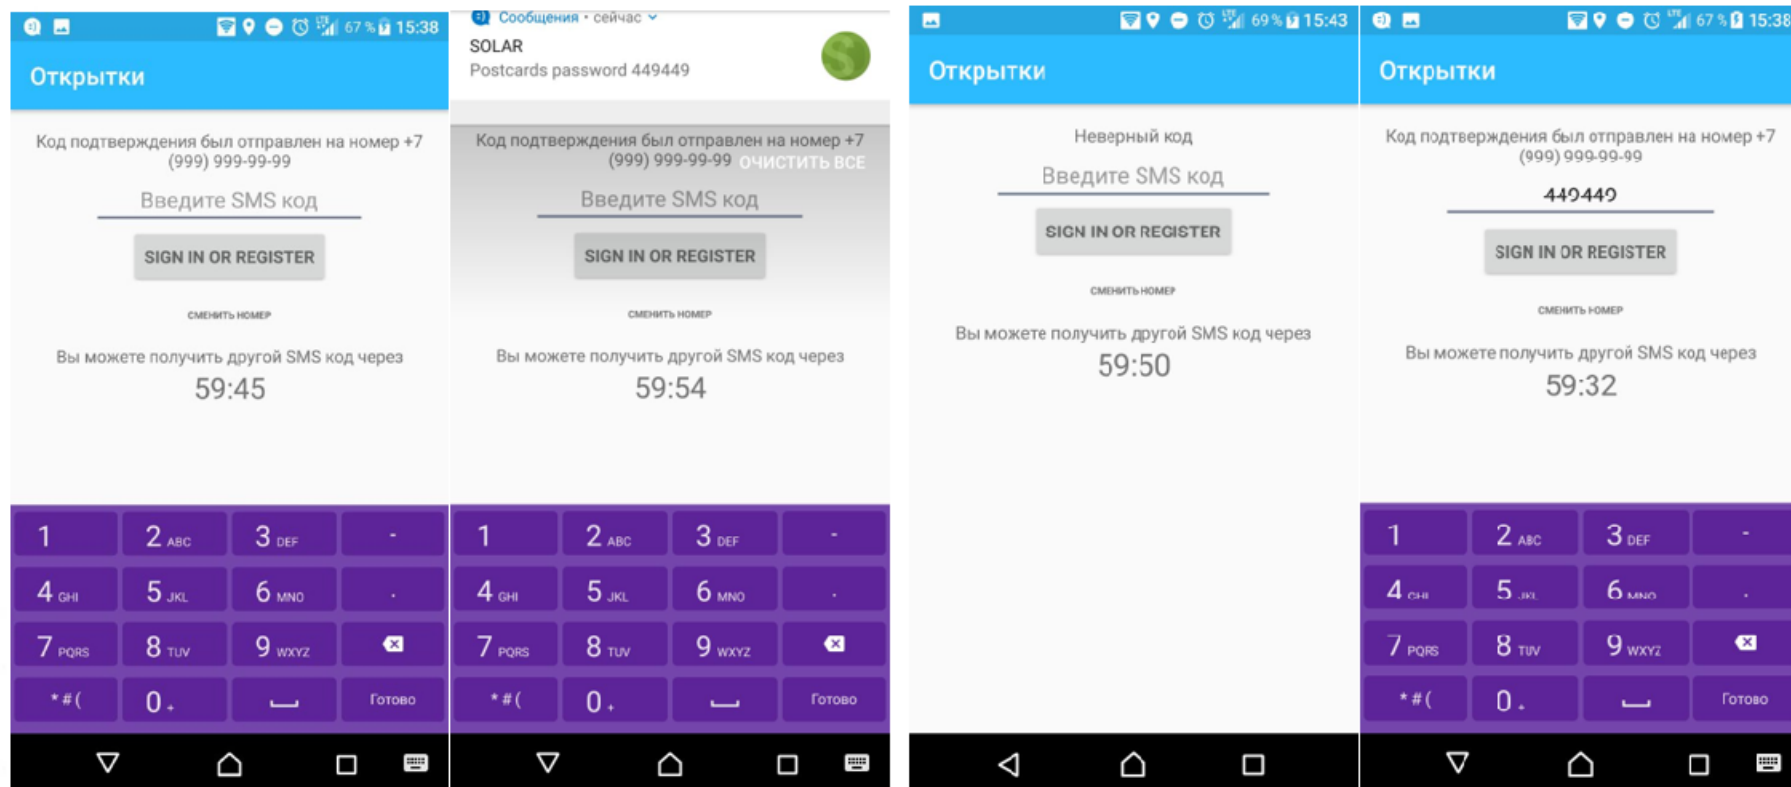 67 % 15:38
Открытки
Код подтверждения был отправлен на номер +7
(999) 999-99-99
Введите SMS код
SIGN IN OR REGISTER
СМЕНИТЬ НОМЕР
Вы можете получить другой SMS код через
59:45
1 2 ABC 3 DEF -
4 GHI 5 JKL 6 MNO .
7 PQRS 8 TUV 9 WXYZ
* # ( 0 + Готово
Сообщения • сейчас
SOLAR
Postcards password 449449
Код подтверждения был отправлен на номер +7
(999) 999-99-99 ОЧИСТИТЬ ВСЕ
Введите SMS код
SIGN IN OR REGISTER
СМЕНИТЬ НОМЕР
Вы можете получить другой SMS код через
59:54
1 2 ABC 3 DEF -
4 GHI 5 JKL 6 MNO .
7 PQRS 8 TUV 9 WXYZ
* # ( 0 + Готово
LTE 69 % 15:43
Открытки
Неверный код
Введите SMS код
SIGN IN OR REGISTER
СМЕНИТЬ НОМЕР
Вы можете получить другой SMS код через
59:50
LTE 67 % 15:38
Открытки
Код подтверждения был отправлен на номер +7
(999) 999-99-99
449449
SIGN IN OR REGISTER
СМЕНИТЬ НОМЕР
Вы можете получить другой SMS код через
59:32
1 2 ABC 3 DEF -
4 GHI 5 JKL 6 MNO .
7 PQRS 8 TUV 9 WXYZ
* # ( 0 + Готово